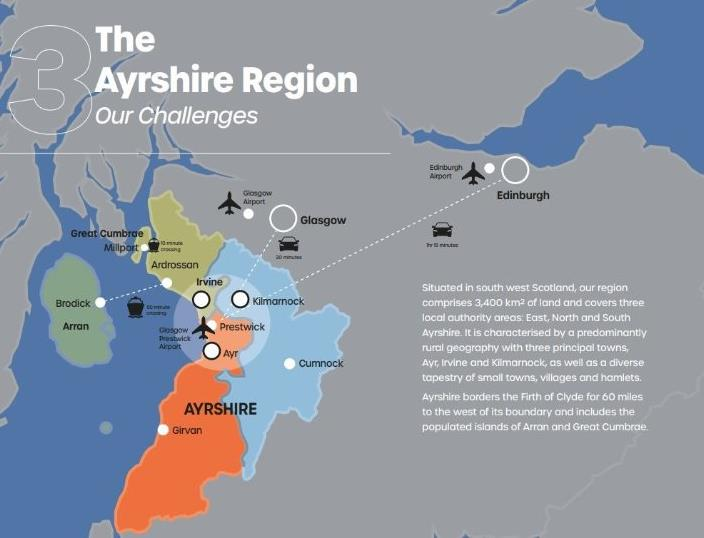 3
The
Ayrshire Region
Our Challenges
Glasgow
Airport
Glasgow
30 minutes
Edinburgh
Airport
Edinburgh
1hr 15 minutes
Great Cumbrae
Millport
10 minute
crossing
Ardrossan
Irvine
Kilmarnock
Brodick
Arran
crossing
Glasgow
Prestwick
Airport
Prestwick
Ayr
Cumnock
AYRSHIRE
Girvan
Situated in south west Scotland, our region
comprises 3,400 km² of land and covers three
local authority areas: East, North and South
Ayrshire. It is characterised by a predominantly
rural geography with three principal towns,
Ayr, Irvine and Kilmarnock, as well as a diverse
tapestry of small towns, villages and hamlets.
Ayrshire borders the Firth of Clyde for 60 miles
to the west of its boundary and includes the
populated islands of Arran and Great Cumbrae.